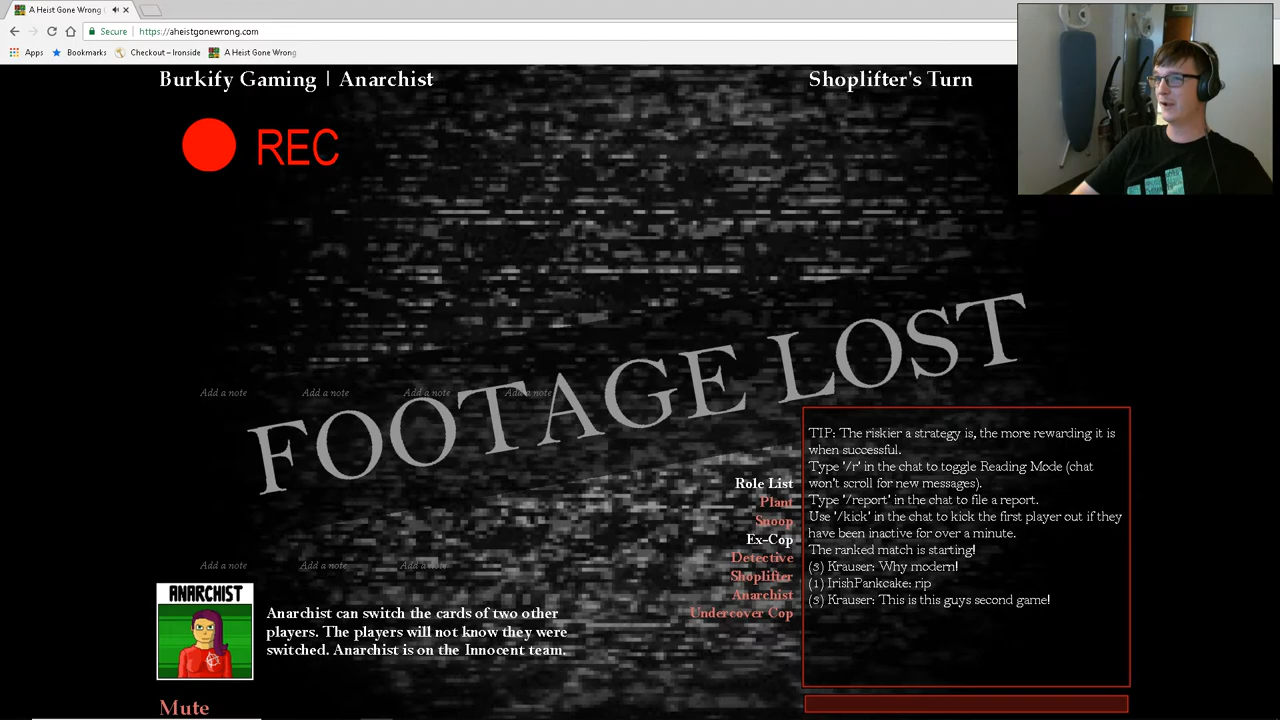 A Heist Gone Wrong
Secure
https://aheistgonewrong.com
Apps
Bookmarks
Checkout – Ironside
A Heist Gone Wrong
Burkify Gaming | Anarchist
Shoplifter's Turn
REC
FOOTAGE LOST
Add a note
Add a note
Add a note
Add a note
TIP: The riskier a strategy is, the more rewarding it is
when successful.
Type '/r' in the chat to toggle Reading Mode (chat
won't scroll for new messages).
Type '/report' in the chat to file a report.
Use '/kick' in the chat to kick the first player out if they
have been inactive for over a minute.
The ranked match is starting!
(3) Krauser: Why modern!
(1) IrishPankcake: rip
(3) Krauser: This is this guys second game!
Role List
Plant
Snoop
Ex-Cop
Detective
Shoplifter
Anarchist
Undercover Cop
Add a note
Add a note
Add a note
ANARCHIST
Anarchist can switch the cards of two other
players. The players will not know they were
switched. Anarchist is on the Innocent team.
Mute